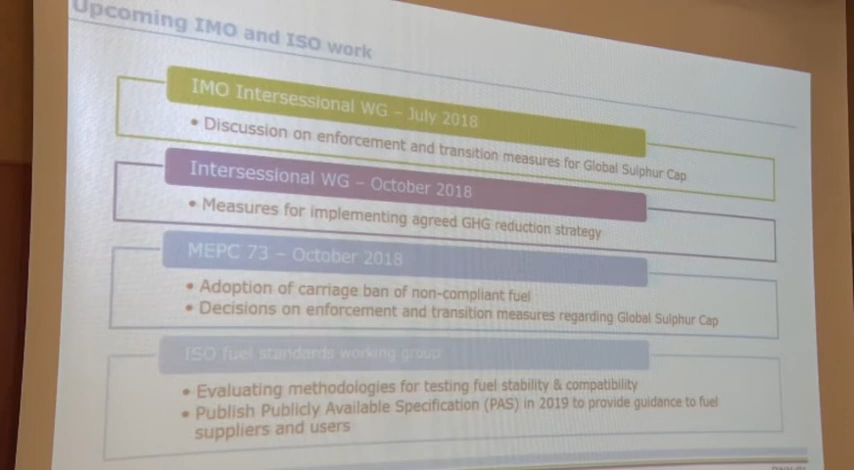 Upcoming IMO and ISO work
IMO Intersessional WG – July 2018
• Discussion on enforcement and transition measures for Global Sulphur Cap
Intersessional WG – October 2018
• Measures for implementing agreed GHG reduction strategy
MEPC 73 – October 2018
• Adoption of carriage ban of non-compliant fuel
• Decisions on enforcement and transition measures regarding Global Sulphur Cap
ISO fuel standards working group
• Evaluating methodologies for testing fuel stability & compatibility
• Publish Publicly Available Specification (PAS) in 2019 to provide guidance to fuel
suppliers and users